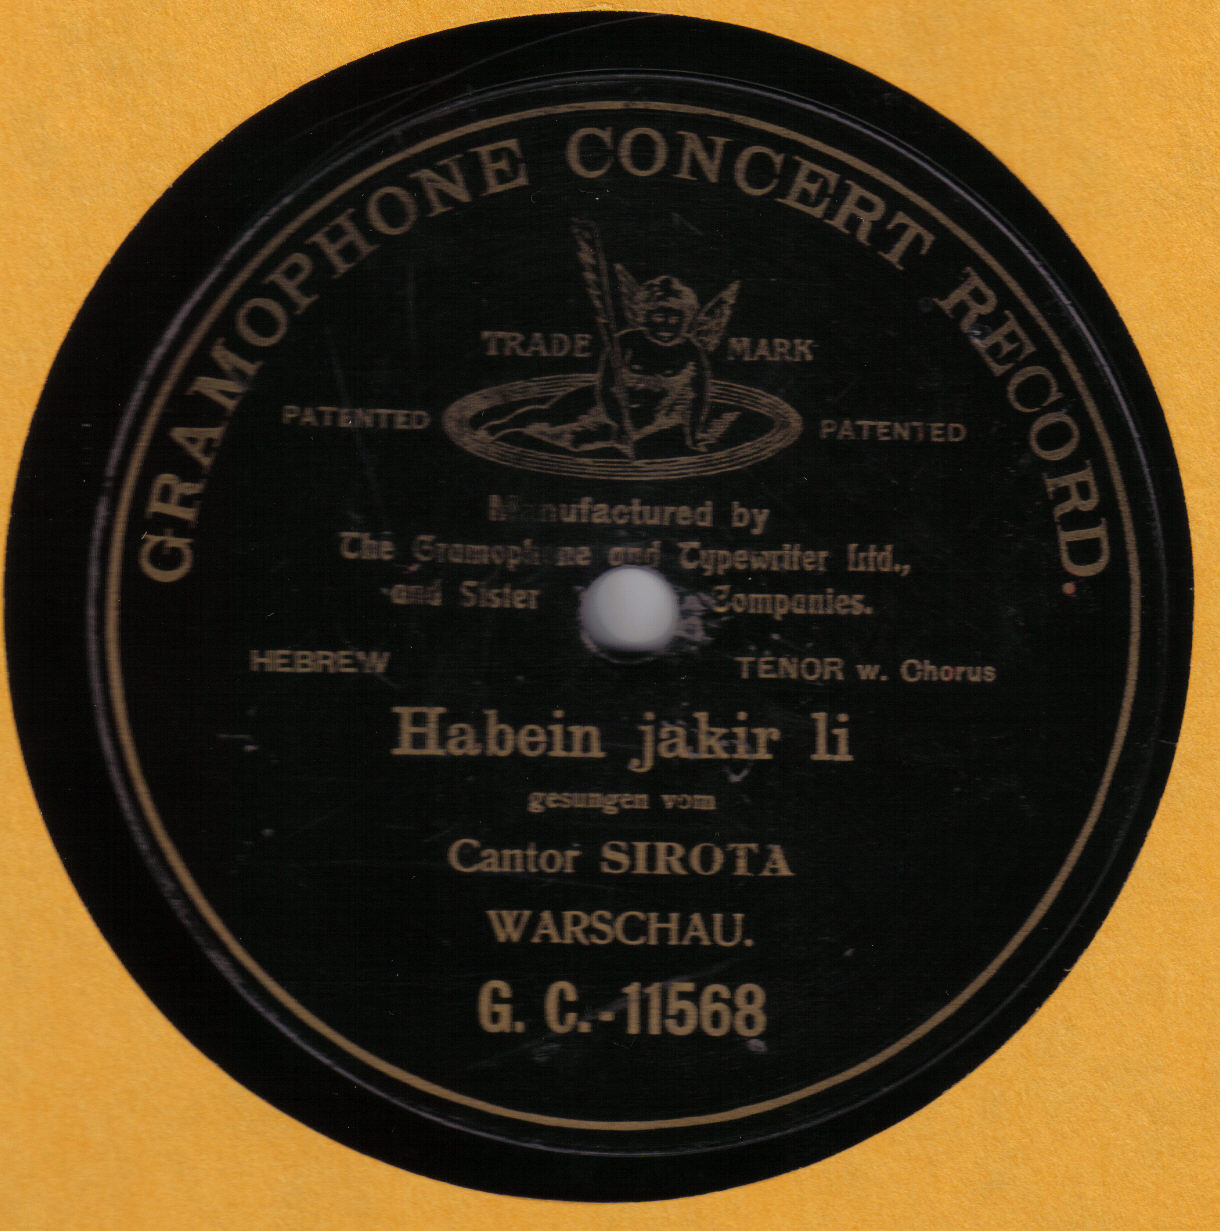 GRAMOPHONE CONCERT RECORD.
TRADE MARK
PATENTED PATENTED
Manufactured by
The Gramophone and Typewriter Ltd.,
and Sister Companies.
HEBREW TENOR w. Chorus
Habein jakir li
gesungen vom
Cantor SIROTA
WARSCHAU.
G. C.-11568